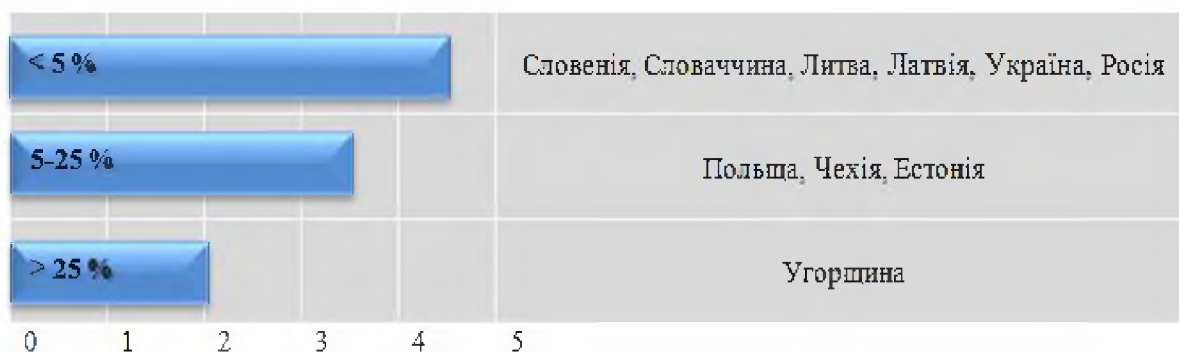 < 5 % Словенія, Словаччина, Литва, Латвія, Україна, Росія
5-25 % Польща, Чехія, Естонія
> 25 % Угорщина
0 1 2 3 4 5